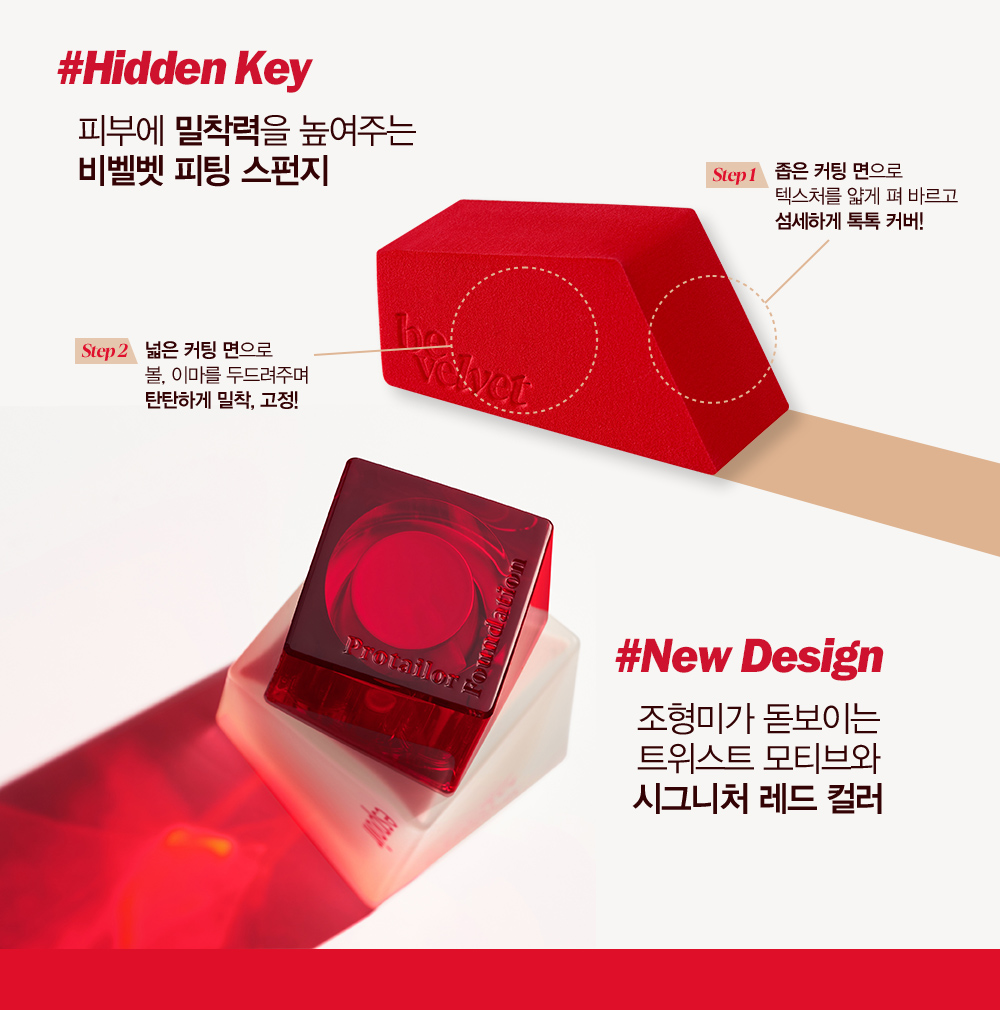 #Hidden Key
피부에 밀착력을 높여주는
비벨벳 피팅 스펀지
Step 1
좁은 커팅 면으로
텍스처를 얇게 펴 바르고
섬세하게 톡톡 커버!
be
velvet
Step 2
넓은 커팅 면으로
볼, 이마를 두드려주며
탄탄하게 밀착, 고정!
Protailor
Foundation
#New Design
조형미가 돋보이는
트위스트 모티브와
시그니처 레드 컬러